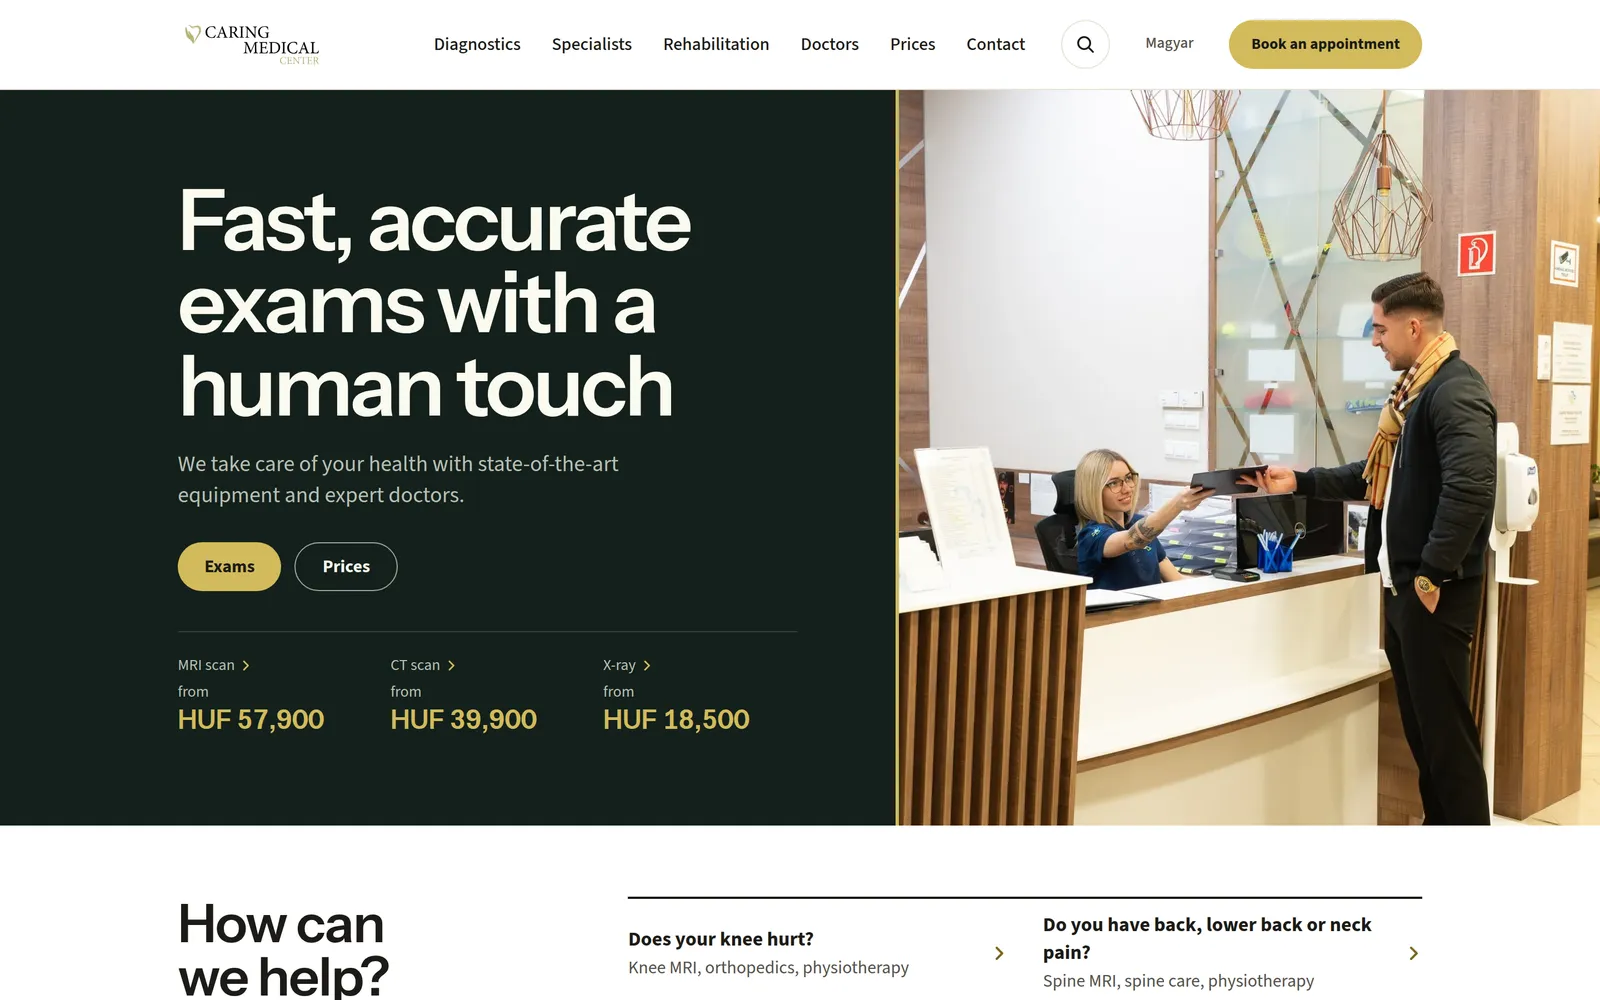 CARING
MEDICAL
CENTER
Diagnostics
Specialists
Rehabilitation
Doctors
Prices
Contact
Magyar
Book an appointment
Fast, accurate
exams with a
human touch
We take care of your health with state-of-the-art
equipment and expert doctors.
Exams
Prices
MRI scan
from
HUF 57,900
CT scan
from
HUF 39,900
X-ray
from
HUF 18,500
How can
we help?
Does your knee hurt?
Knee MRI, orthopedics, physiotherapy
Do you have back, lower back or neck
pain?
Spine MRI, spine care, physiotherapy